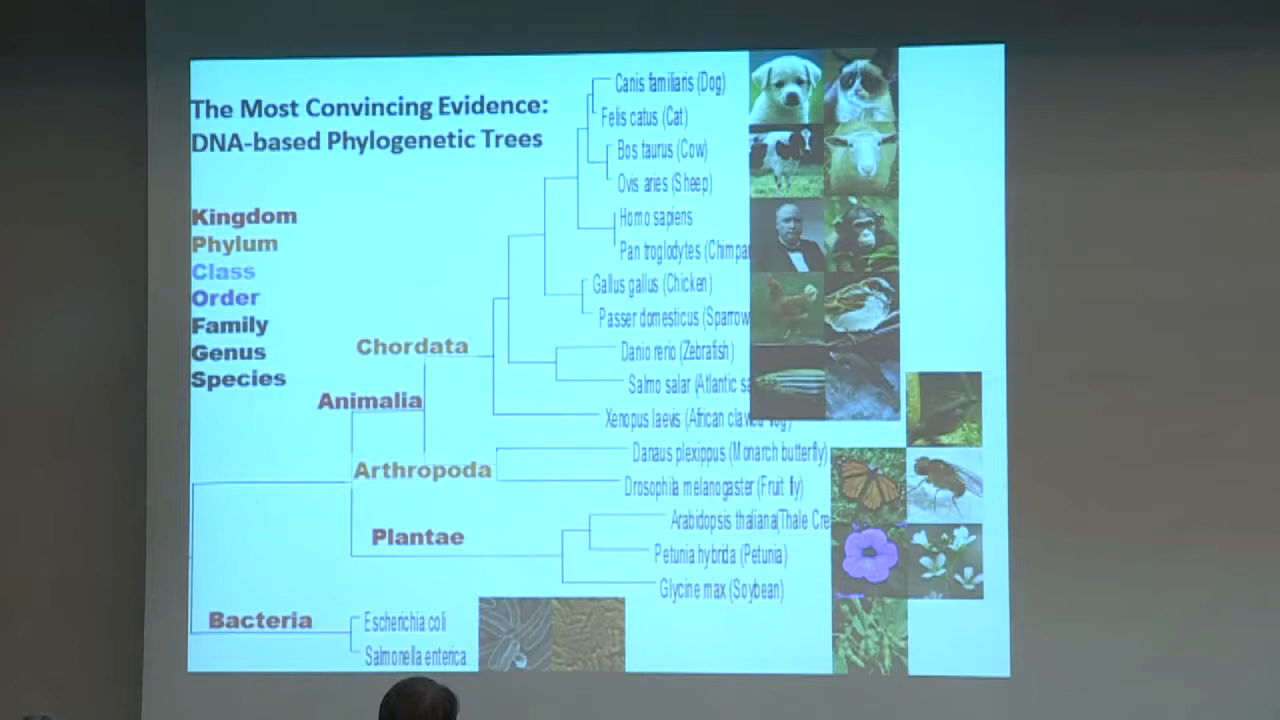 The Most Convincing Evidence:
DNA-based Phylogenetic Trees
Kingdom
Phylum
Class
Order
Family
Genus
Species
Chordata
Animalia
Arthropoda
Plantae
Bacteria
Canis familiaris (Dog)
Felis catus (Cat)
Bos taurus (Cow)
Ovis aries (Sheep)
Homo sapiens
Pan troglodytes (Chimpa
Gallus gallus (Chicken)
Passer domesticus (Sparrow
Danio rerio (Zebrafish)
Salmo salar (Atlantic sa
Xenopus laevis (African clawed frog)
Danaus plexippus (Monarch butterfly)
Drosophila melanogaster (Fruit fly)
Arabidopsis thaliana(Thale Cre
Petunia hybrida (Petunia)
Glycine max (Soybean)
Escherichia coli
Salmonella enterica